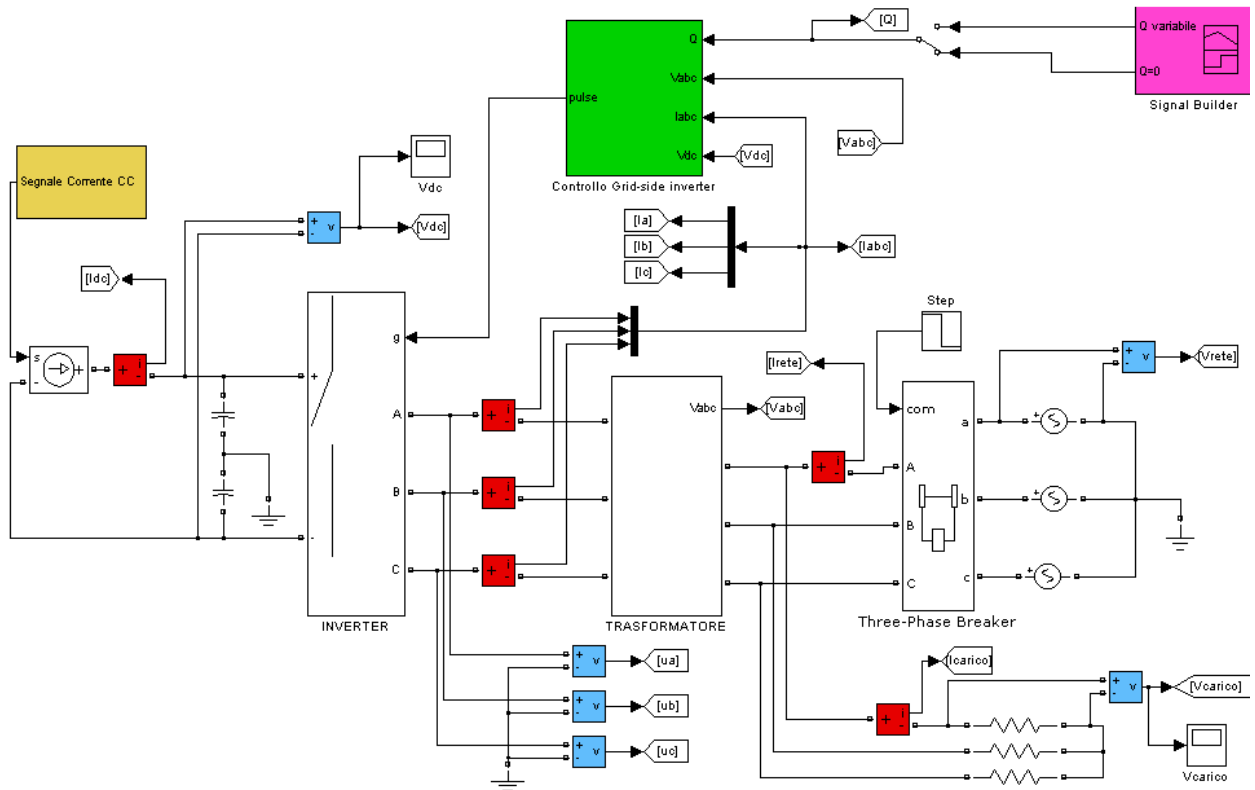 [Q]
Q variabile
Q=0
Signal Builder
Q
Vabc
Iabc
Vdc
pulse
Controllo Grid-side inverter
[Vabc]
[Vdc]
Segnale Corrente CC
Vdc
+
-
v
[Vdc]
[Ia]
[Ib]
[Ic]
[Iabc]
[Idc]
s
-
+
+
i
-
g
+
A
B
-
C
INVERTER
+
i
-
+
i
-
+
i
-
Vabc
[Vabc]
TRASFORMATORE
[Irete]
+
i
-
Step
com
A
B
C
a
b
c
Three-Phase Breaker
+
-
v
[Vrete]
+
-
+
-
+
-
+
-
v
[ua]
+
-
v
[ub]
+
-
v
[uc]
[Icarico]
+
i
-
+
-
v
[Vcarico]
Vcarico